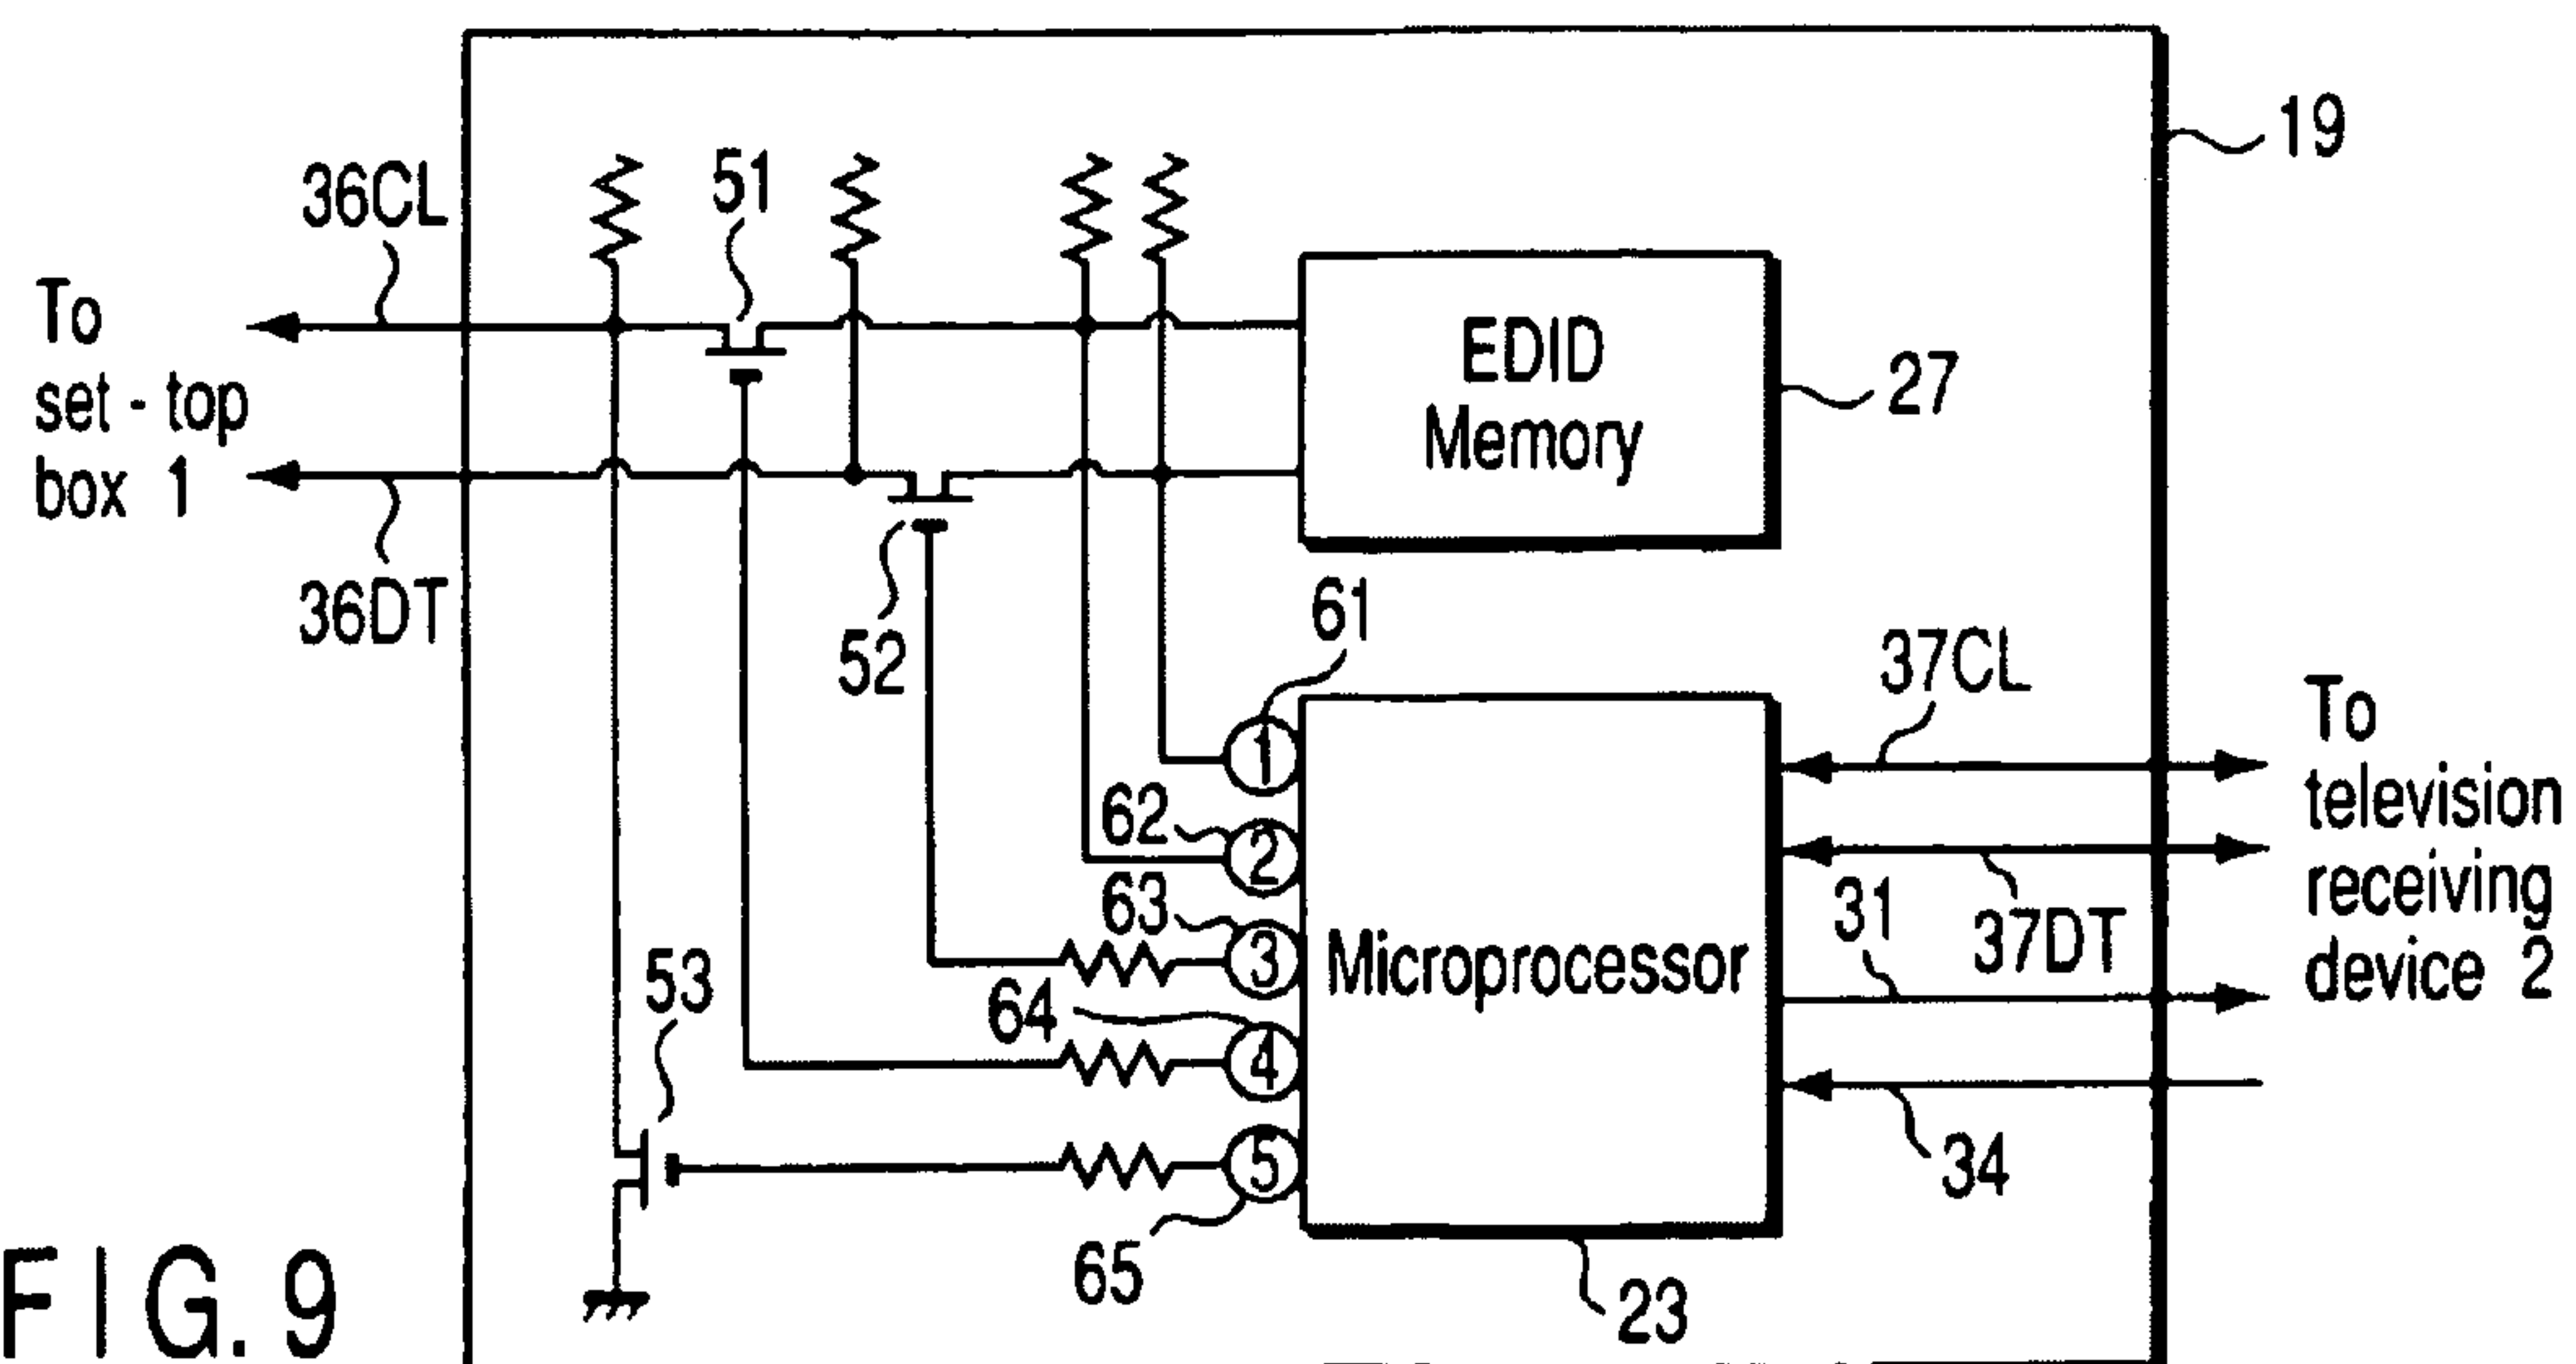 19
36CL
51
To
set - top
box 1
EDID
Memory
27
36DT
52
61
37CL
To
television
receiving
device 2
1
62
2
63
3
Microprocessor
31
37DT
53
64
4
5
34
65
23
FIG. 9